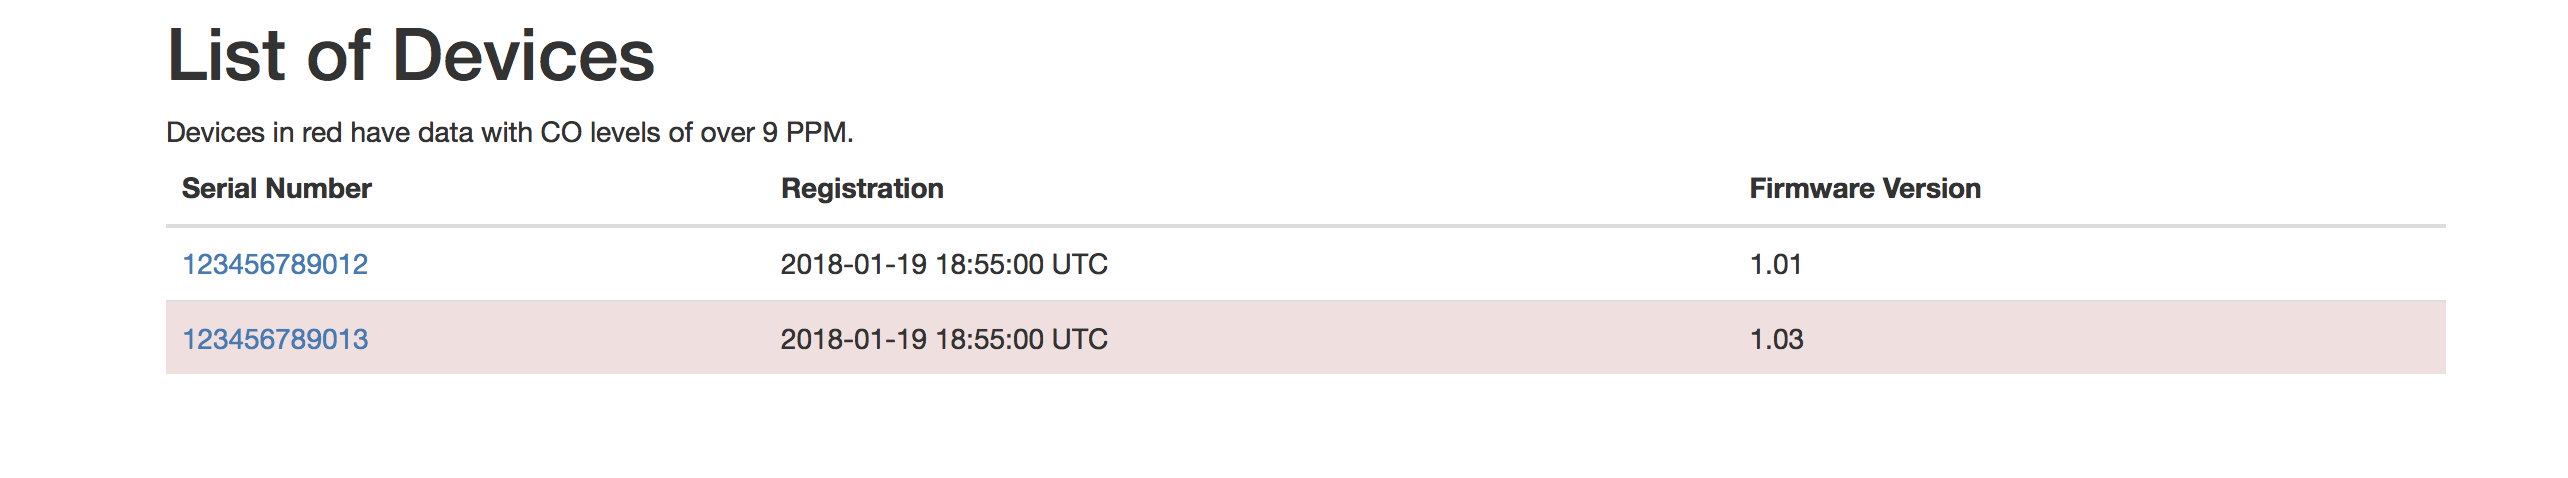 List of Devices
Devices in red have data with CO levels of over 9 PPM.
Serial Number Registration Firmware Version
123456789012 2018-01-19 18:55:00 UTC 1.01
123456789013 2018-01-19 18:55:00 UTC 1.03